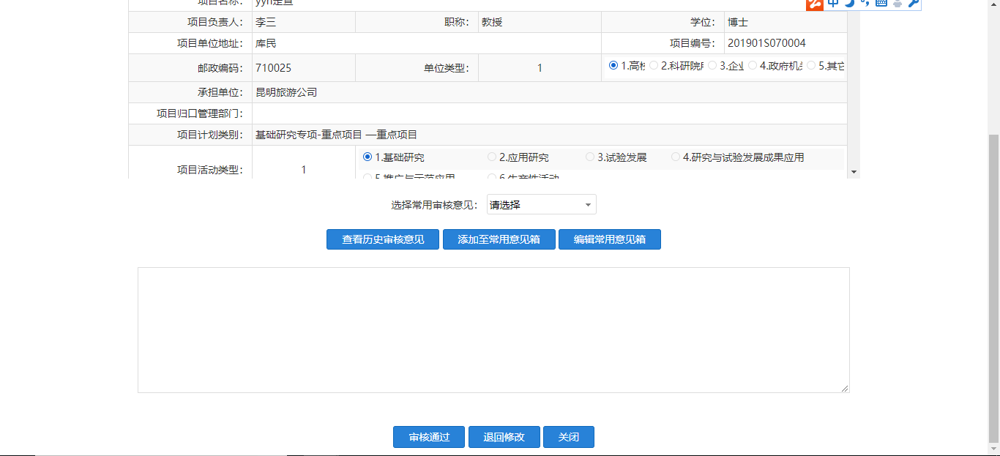 项目名称： yyh是宣
项目负责人： 李三 职称： 教授 学位： 博士
项目单位地址： 库民 项目编号： 201901S070004
邮政编码： 710025 单位类型： 1 1.高校 2.科研院所 3.企业 4.政府机关 5.其它
承担单位： 昆明旅游公司
项目归口管理部门：
项目计划类别： 基础研究专项-重点项目 —重点项目
项目活动类型： 1 1.基础研究 2.应用研究 3.试验发展 4.研究与试验发展成果应用
5.推广与示范应用 6.生产性活动
选择常用审核意见： 请选择
查看历史审核意见 添加至常用意见箱 编辑常用意见箱
审核通过 退回修改 关闭